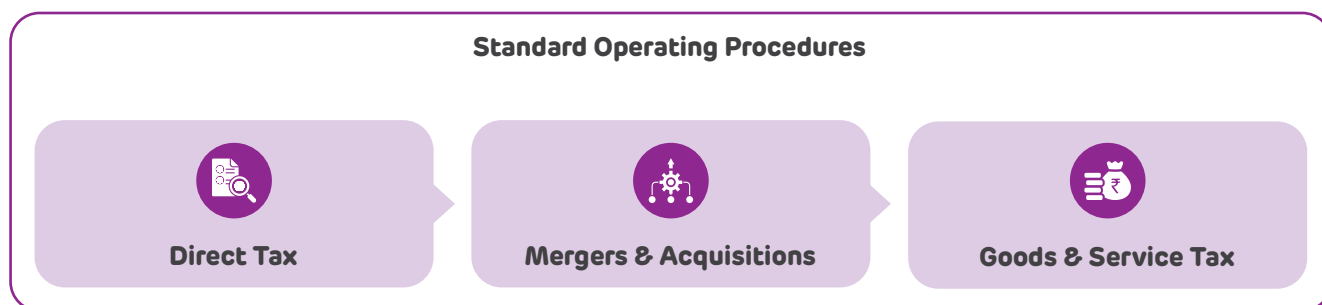 Standard Operating Procedures
₹
Direct Tax
Mergers & Acquisitions
Goods & Service Tax